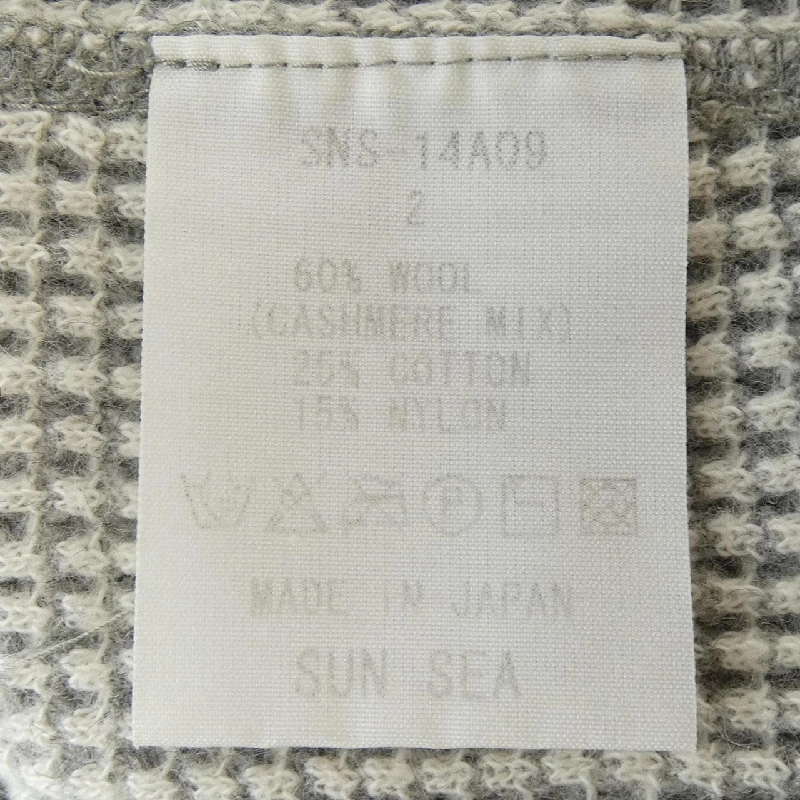 SNS-14A09
2
60% WOOL
(CASHMERE MIX)
25% COTTON
15% NYLON
P
MADE IN JAPAN
SUN SEA